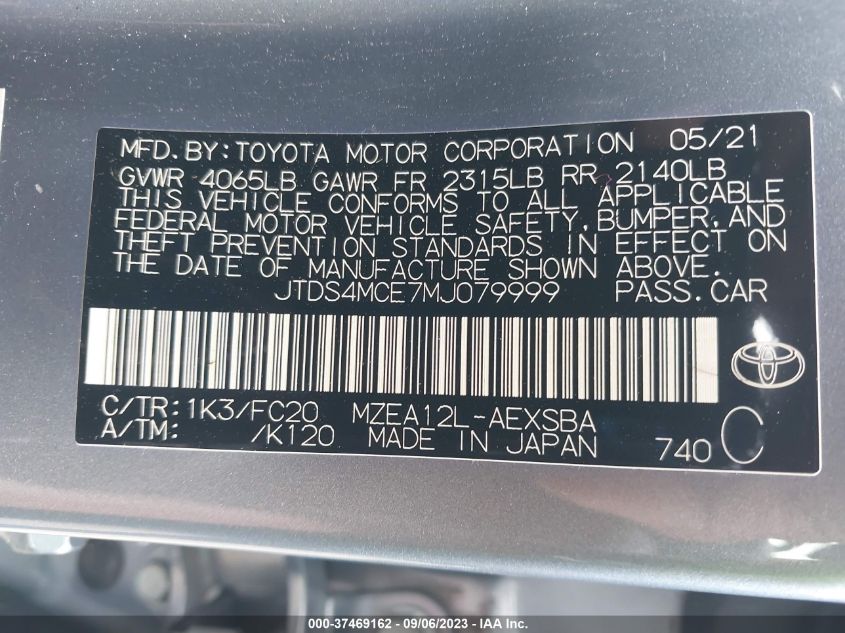 MFD.BY:TOYOTA MOTOR CORPORATION 05/21
GVWR 4065LB GAWR FR 2315LB RR 2140LB
THIS VEHICLE CONFORMS TO ALL APPLICABLE
FEDERAL MOTOR VEHICLE SAFETY,BUMPER,AND
THEFT PREVENTION STANDARDS IN EFFECT ON
THE DATE OF MANUFACTURE SHOWN ABOVE.
JTDS4MCE7MJ079999 PASS.CAR
C/TR:1K3/FC20 MZEA12L-AEXSBA
A/TM: /K120 MADE IN JAPAN 740 C
000-37469162 - 09/06/2023 - IAA Inc.